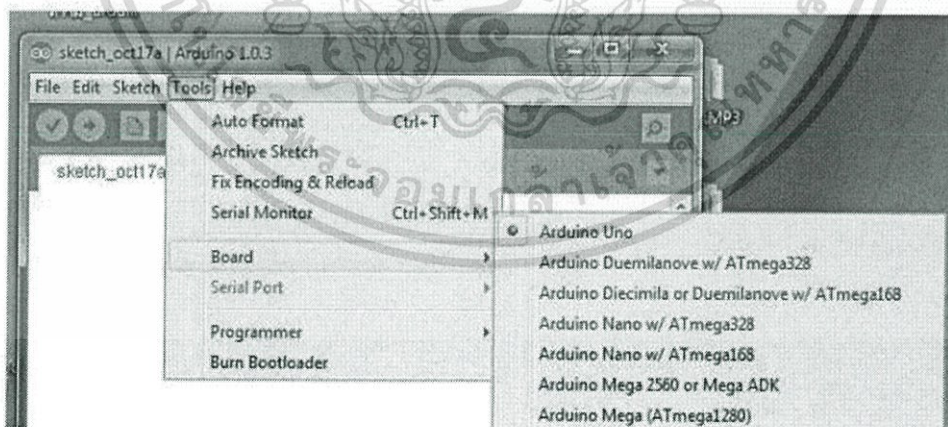 sketch_oct17a | Arduino 1.0.3
File Edit Sketch Tools Help
sketch_oct17a
Auto Format Ctrl+T
Archive Sketch
Fix Encoding & Reload
Serial Monitor Ctrl+Shift+M
Board
Serial Port
Programmer
Burn Bootloader
MP3
Arduino Uno
Arduino Duemilanove w/ ATmega328
Arduino Diecimila or Duemilanove w/ ATmega168
Arduino Nano w/ ATmega328
Arduino Nano w/ ATmega168
Arduino Mega 2560 or Mega ADK
Arduino Mega (ATmega1280)